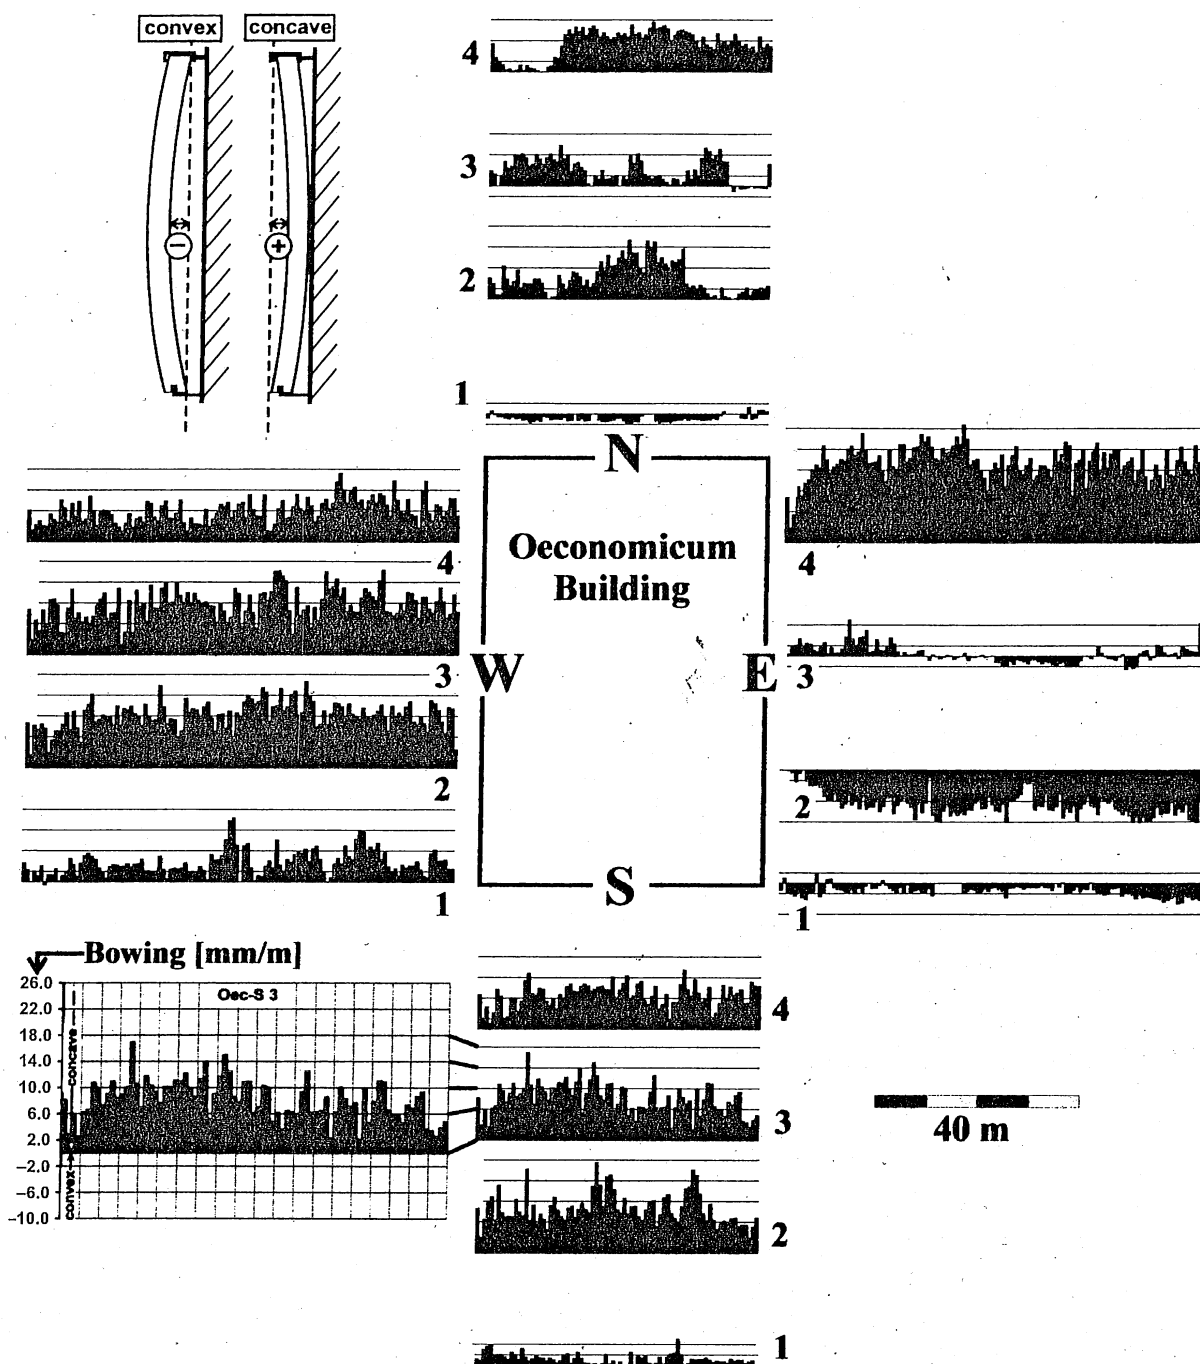 convex concave
−
+
4
3
2
1
N
Oeconomicum
Building
W
E
S
4
3
2
1
4
3
2
1
Bowing [mm/m]
Oec-S 3
26.0
22.0
18.0
14.0
10.0
6.0
2.0
−2.0
−6.0
−10.0
concave
convex
4
3
2
1
40 m